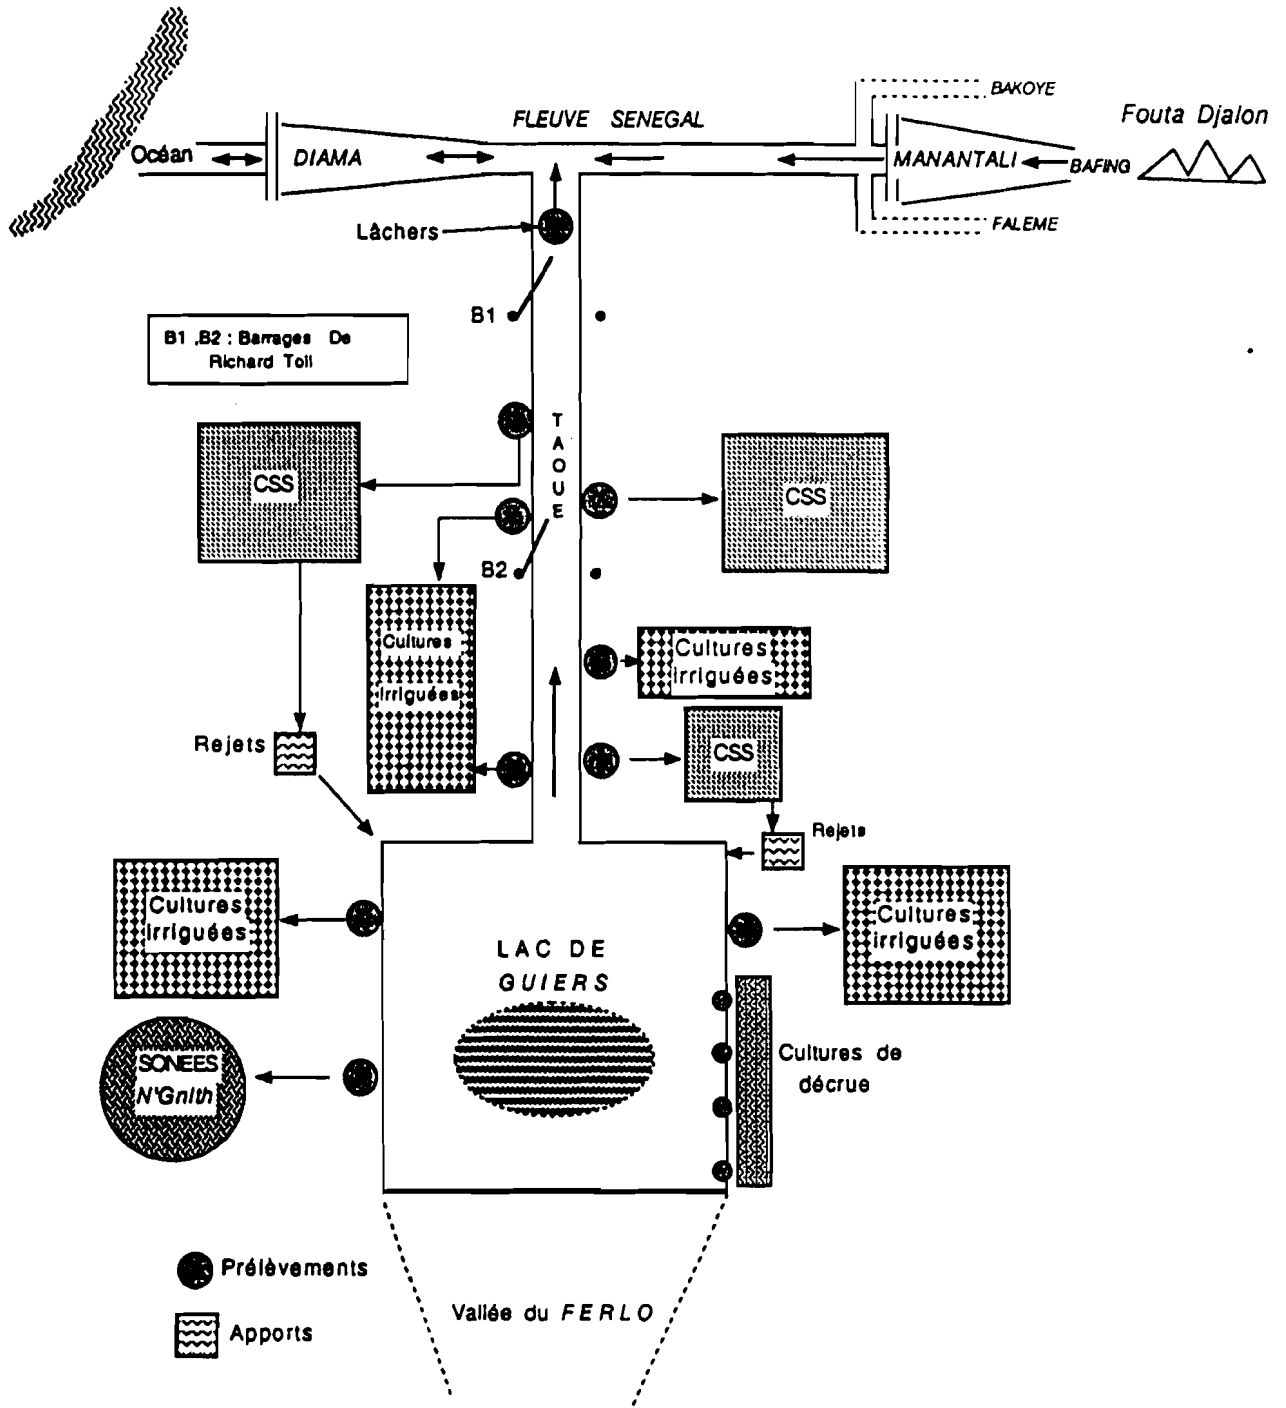 BAKOYE
Fouta Djalon
FLEUVE SENEGAL
Océan
DIAMA
MANANTALI
BAFING
FALEME
Lâchers
B1
B1 ,B2 : Barrages De
Richard Toll
TAOUE
CSS
CSS
B2
Cultures
irriguées
Cultures
irriguées
Rejets
CSS
Rejets
Cultures
irriguées
Cultures
irriguées
LAC DE
GUIERS
SONEES
N'Gnith
Cultures de
décrue
Prélèvements
Apports
Vallée du FERLO